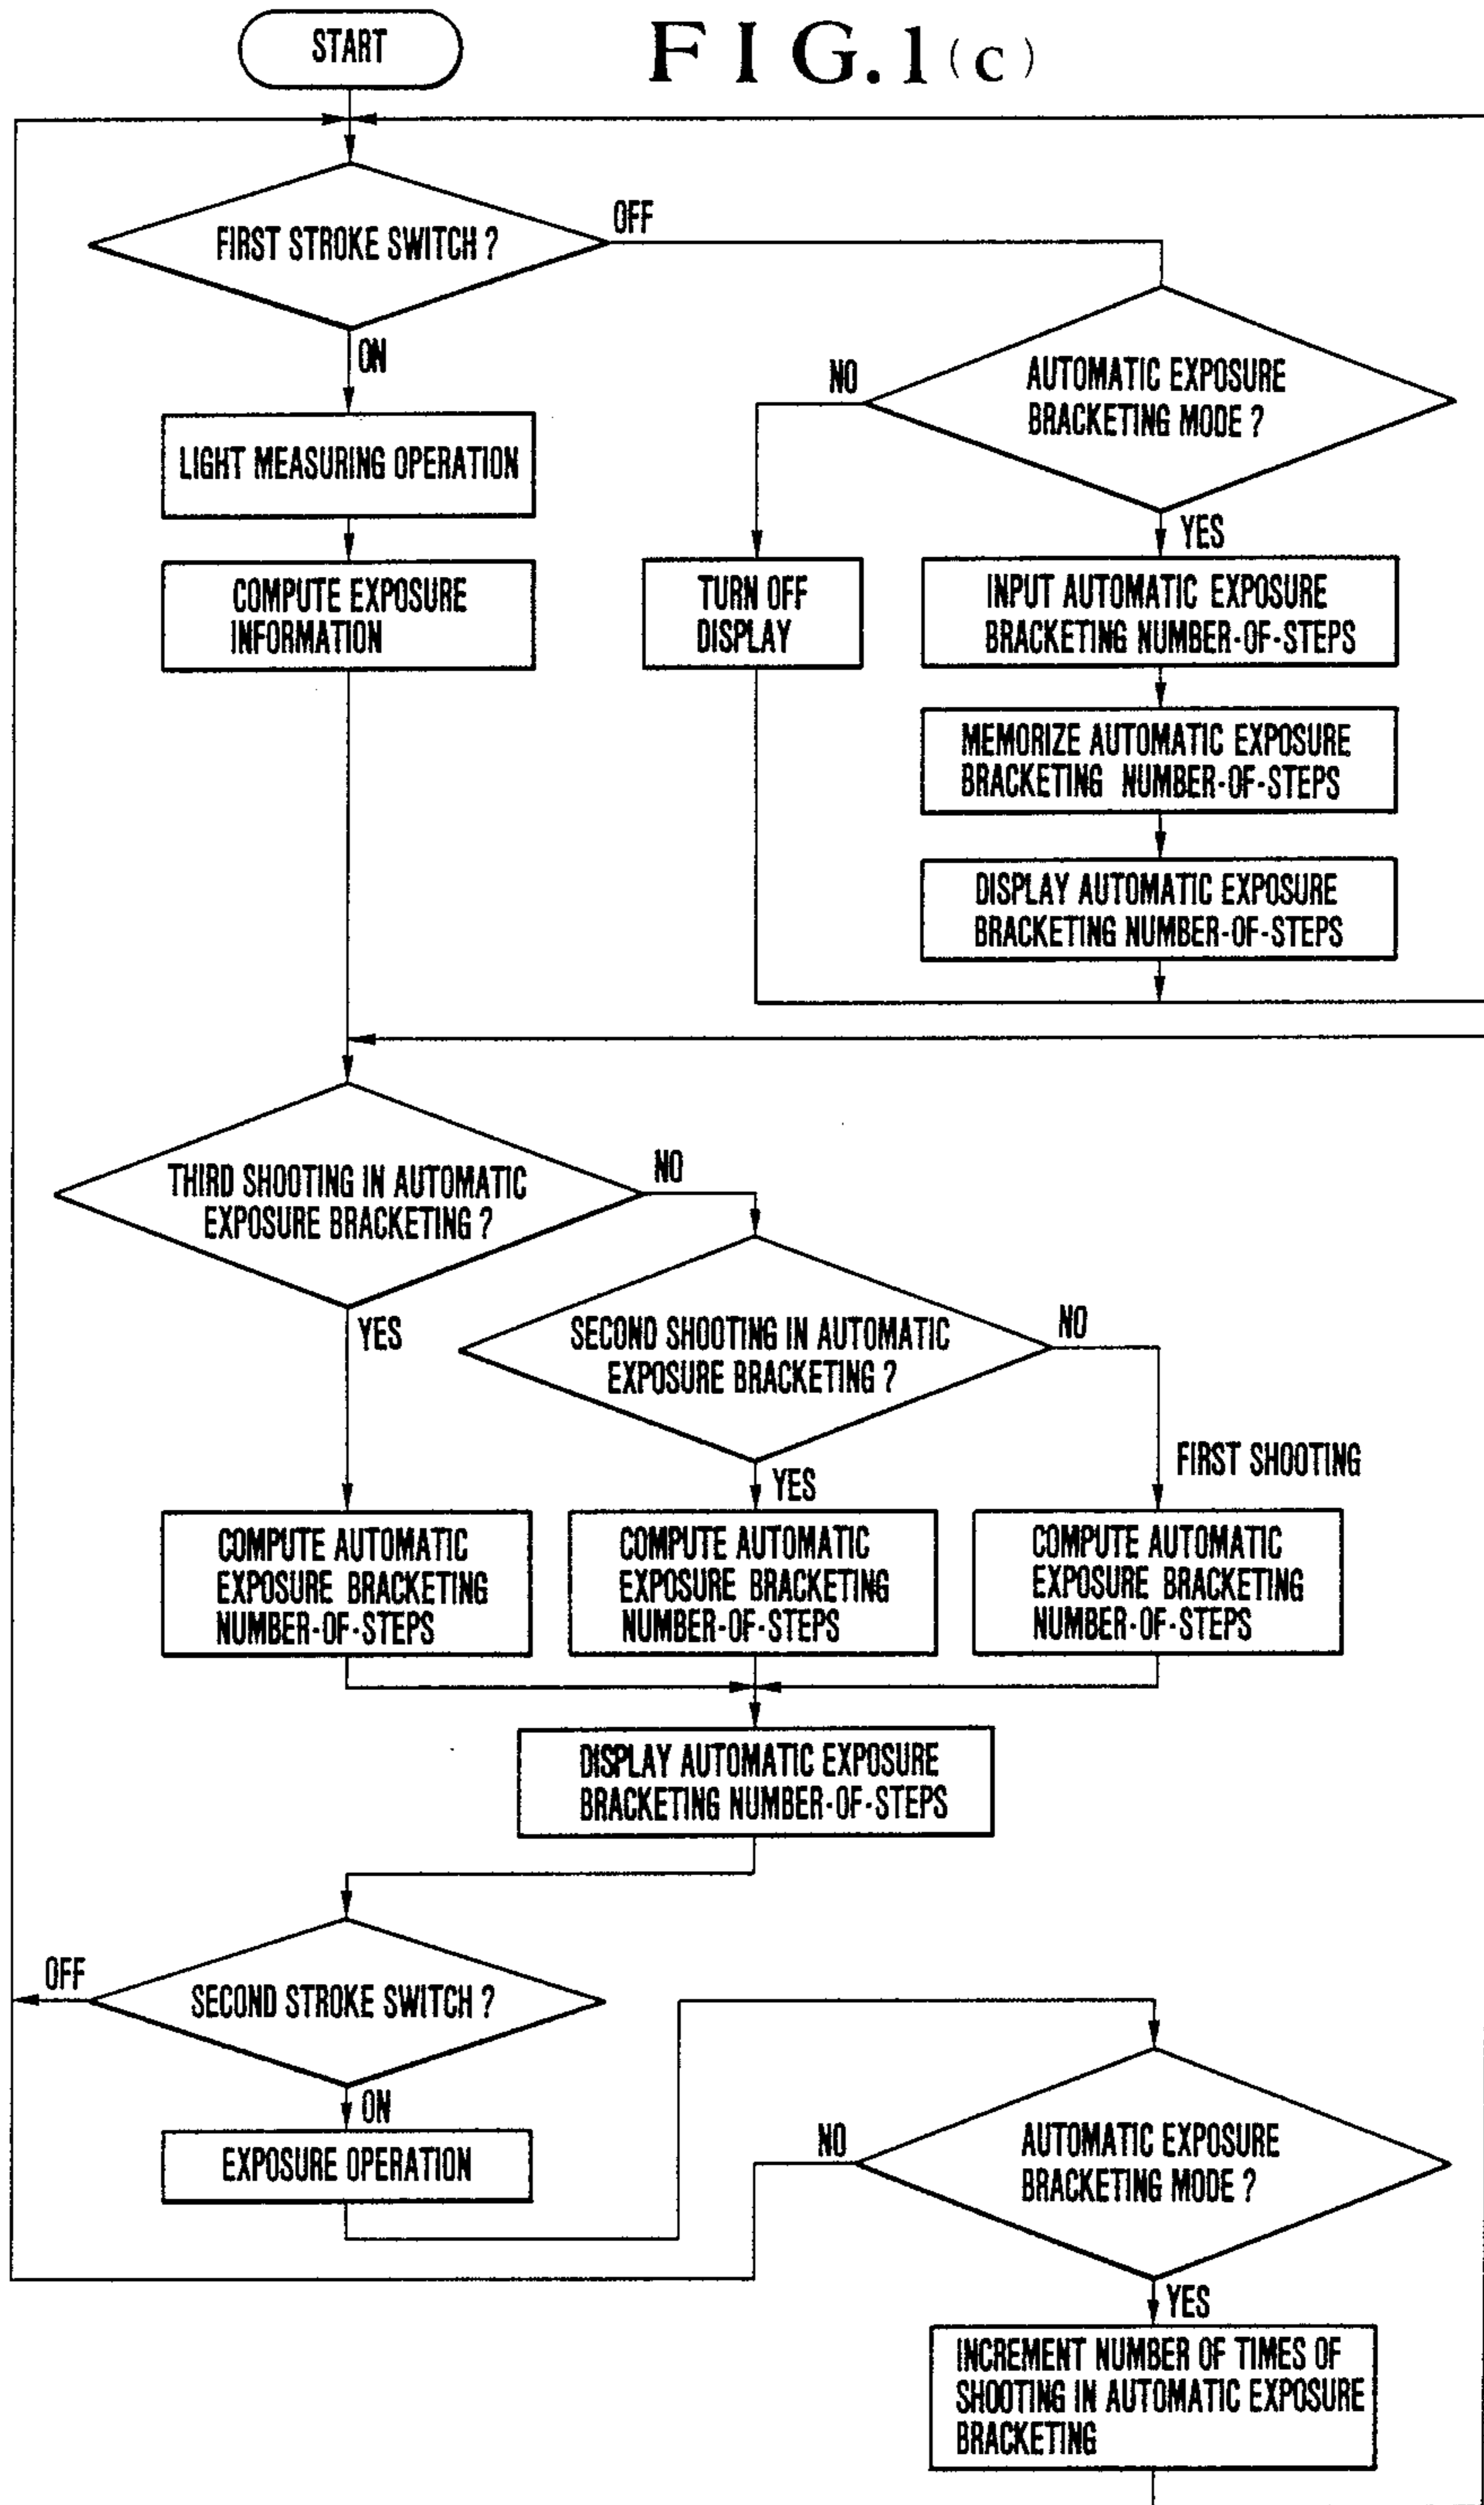 START
FIG.1(c)
FIRST STROKE SWITCH ?
OFF
ON
AUTOMATIC EXPOSURE
BRACKETING MODE ?
NO
YES
LIGHT MEASURING OPERATION
COMPUTE EXPOSURE
INFORMATION
TURN OFF
DISPLAY
INPUT AUTOMATIC EXPOSURE
BRACKETING NUMBER-OF-STEPS
MEMORIZE AUTOMATIC EXPOSURE
BRACKETING NUMBER-OF-STEPS
DISPLAY AUTOMATIC EXPOSURE
BRACKETING NUMBER-OF-STEPS
THIRD SHOOTING IN AUTOMATIC
EXPOSURE BRACKETING ?
NO
YES
SECOND SHOOTING IN AUTOMATIC
EXPOSURE BRACKETING ?
NO
YES
FIRST SHOOTING
COMPUTE AUTOMATIC
EXPOSURE BRACKETING
NUMBER-OF-STEPS
COMPUTE AUTOMATIC
EXPOSURE BRACKETING
NUMBER-OF-STEPS
COMPUTE AUTOMATIC
EXPOSURE BRACKETING
NUMBER-OF-STEPS
DISPLAY AUTOMATIC EXPOSURE
BRACKETING NUMBER-OF-STEPS
OFF
SECOND STROKE SWITCH ?
ON
EXPOSURE OPERATION
NO
AUTOMATIC EXPOSURE
BRACKETING MODE ?
YES
INCREMENT NUMBER OF TIMES OF
SHOOTING IN AUTOMATIC EXPOSURE
BRACKETING